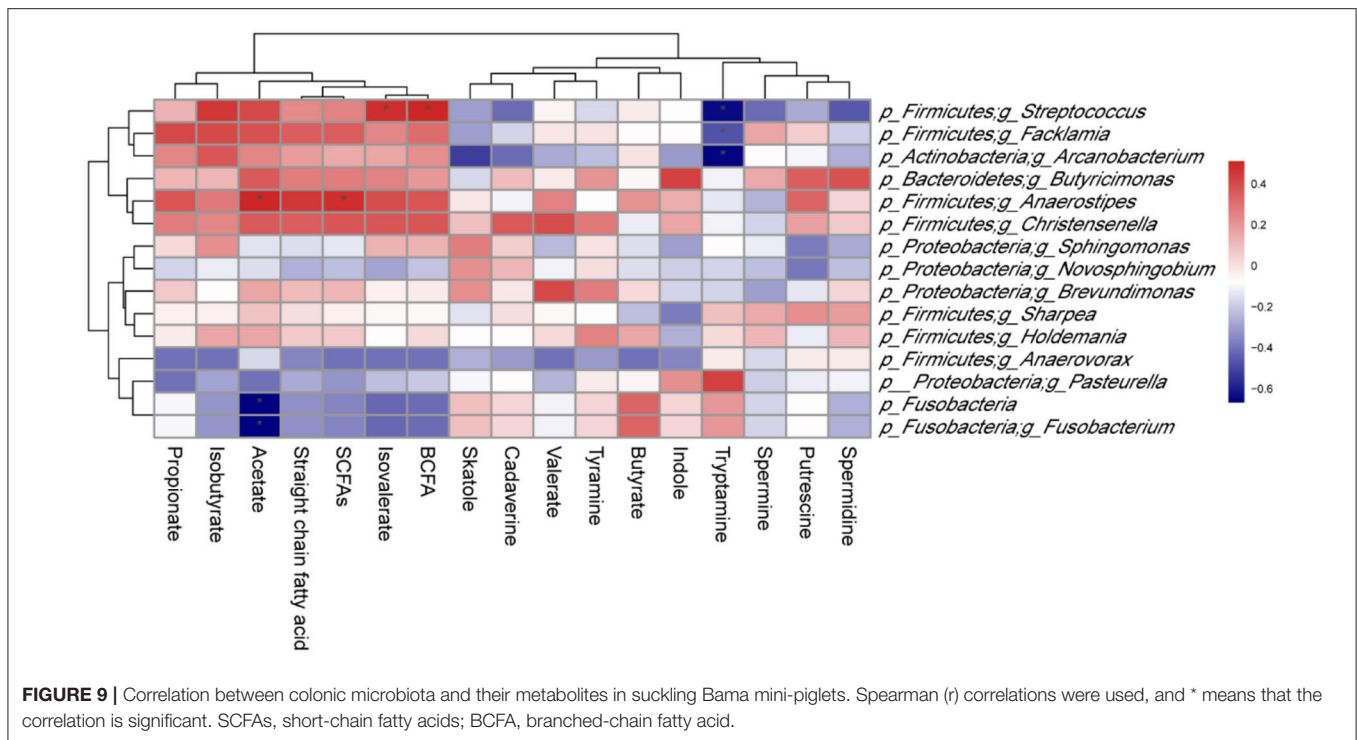 * * * p_Firmicutes;g_Streptococcus
* p_Firmicutes;g_Facklamia
* * p_Actinobacteria;g_Arcanobacterium
p_Bacteroidetes;g_Butyricimonas
* * p_Firmicutes;g_Anaerostipes
p_Firmicutes;g_Christensenella
p_Proteobacteria;g_Sphingomonas
p_Proteobacteria;g_Novosphingobium
p_Proteobacteria;g_Brevundimonas
p_Firmicutes;g_Sharpea
p_Firmicutes;g_Holdemania
p_Firmicutes;g_Anaerovorax
p__Proteobacteria;g_Pasteurella
* p_Fusobacteria
* p_Fusobacteria;g_Fusobacterium
0.4
0.2
0
−0.2
−0.4
−0.6
Propionate
Isobutyrate
Acetate
Straight chain fatty acid
SCFAs
Isovalerate
BCFA
Skatole
Cadaverine
Valerate
Tyramine
Butyrate
Indole
Tryptamine
Spermine
Putrescine
Spermidine
FIGURE 9 | Correlation between colonic microbiota and their metabolites in suckling Bama mini-piglets. Spearman (r) correlations were used, and * means that the
correlation is significant. SCFAs, short-chain fatty acids; BCFA, branched-chain fatty acid.